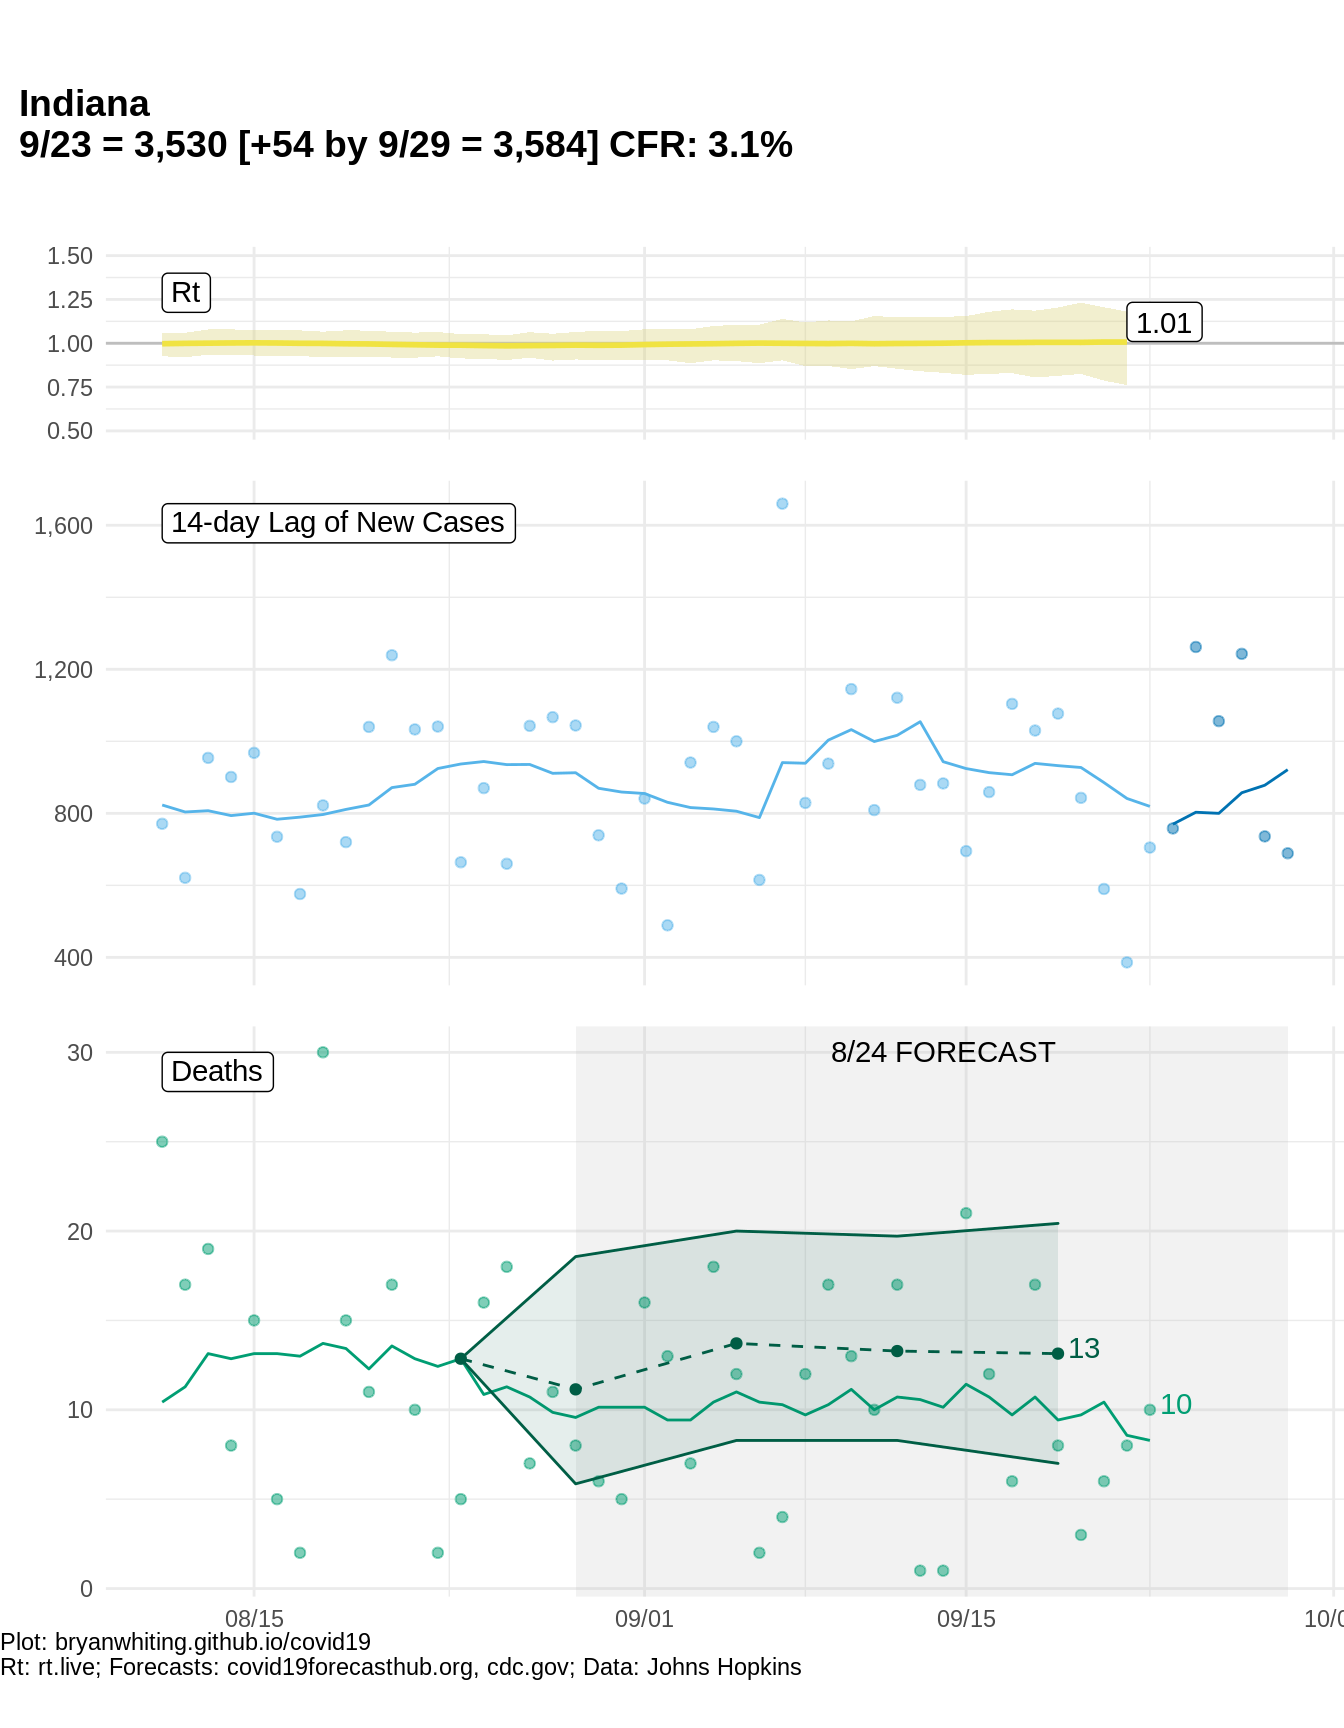 Indiana
9/23 = 3,530 [+54 by 9/29 = 3,584] CFR: 3.1%
1.50
Rt
1.25
1.01
1.00
0.75
0.50
14-day Lag of New Cases
1,600
1,200
800
400
8/24 FORECAST
30
Deaths
20
13
10
10
0
08/15
09/01
09/15
10/0
Plot: bryanwhiting.github.io/covid19
Rt: rt.live; Forecasts: covid19forecasthub.org, cdc.gov; Data: Johns Hopkins